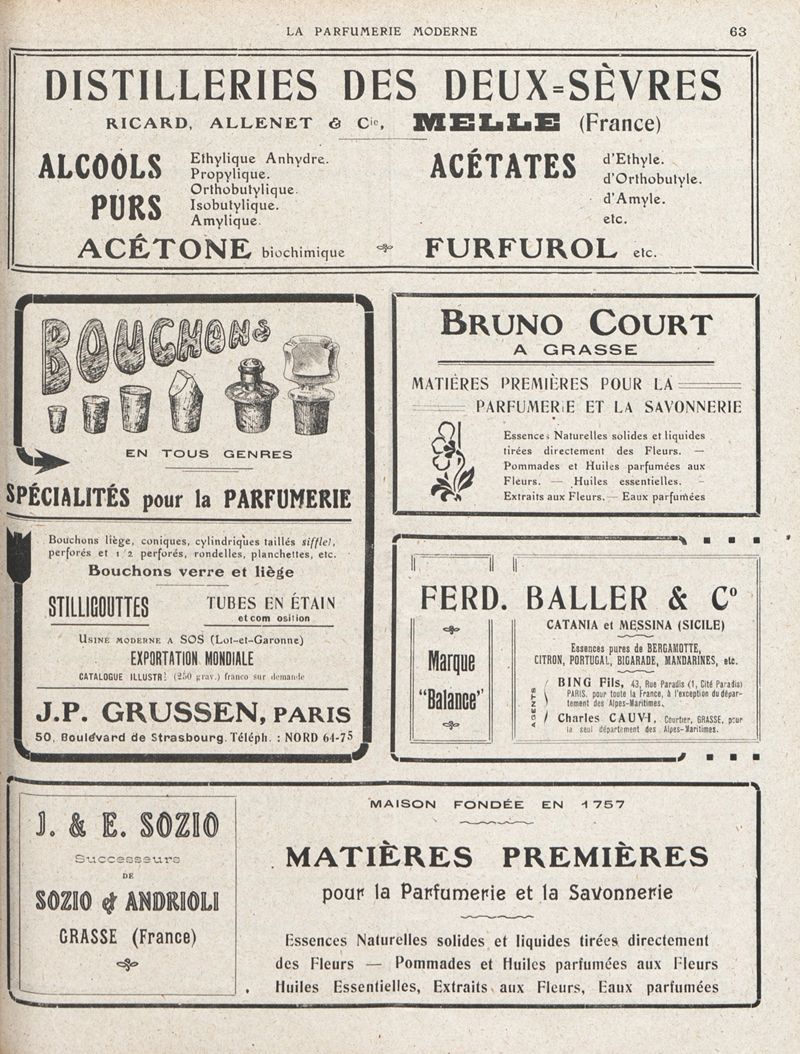 LA PARFUMERIE MODERNE
63
DISTILLERIES DES DEUX=SÈVRES
RICARD, ALLENET & Cie, MELLE (France)
ALCOOLS
PURS
Ethylique Anhydre.
Propylique.
Orthobutylique.
Isobutylique.
Amylique.
ACÉTATES
d'Ethyle.
d'Orthobutyle.
d'Amyle.
etc.
ACÉTONE biochimique
FURFUROL etc.
BOUCHONS
EN TOUS GENRES
SPÉCIALITÉS pour la PARFUMERIE
Bouchons liège, coniques, cylindriques taillés sifflet,
perforés et 1/2 perforés, rondelles, planchettes, etc.
Bouchons verre et liège
STILLIGOUTTES
TUBES EN ÉTAIN
et com osition
USINE MODERNE A SOS (Lot-et-Garonne)
EXPORTATION MONDIALE
CATALOGUE ILLUSTRÉ (250 grav.) franco sur demande
J.P. GRUSSEN, PARIS
50, Boulevard de Strasbourg. Téléph. : NORD 64-75
BRUNO COURT
A GRASSE
MATIÈRES PREMIÈRES POUR LA
PARFUMERIE ET LA SAVONNERIE
Essences Naturelles solides et liquides
tirées directement des Fleurs. —
Pommades et Huiles parfumées aux
Fleurs. — Huiles essentielles. -
Extraits aux Fleurs. — Eaux parfumées
FERD. BALLER & Co
Marque
"Balance"
CATANIA et MESSINA (SICILE)
Essences pures de BERGAMOTTE,
CITRON, PORTUGAL, BIGARADE, MANDARINES, etc.
AGENTS
BING Fils, 43, Rue Paradis (1, Cité Paradis)
PARIS, pour toute la France, à l'exception du dépar-
tement des Alpes-Maritimes.
Charles CAUVI, Courtier, GRASSE, pour
le seul département des Alpes-Maritimes.
J. & E. SOZIO
Successeurs
DE
SOZIO & ANDRIOLI
GRASSE (France)
MAISON FONDÉE EN 1757
MATIÈRES PREMIÈRES
pour la Parfumerie et la Savonnerie
Essences Naturelles solides et liquides tirées directement
des Fleurs — Pommades et Huiles parfumées aux Fleurs
Huiles Essentielles, Extraits aux Fleurs, Eaux parfumées